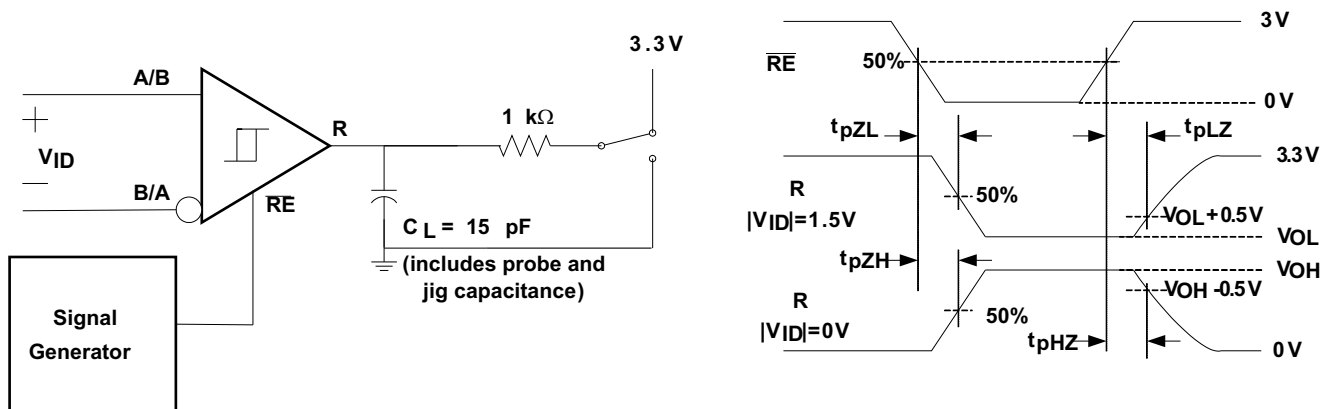 A/B
+
VID
−
B/A
R
RE
1 kΩ
3.3V
CL = 15 pF
(includes probe and
jig capacitance)
Signal
Generator
RE
50%
3V
0V
tpZL
tpLZ
3.3V
R
|VID|=1.5V
50%
VOL+0.5V
VOL
tpZH
VOH
R
|VID|=0V
50%
VOH-0.5V
tpHZ
0V